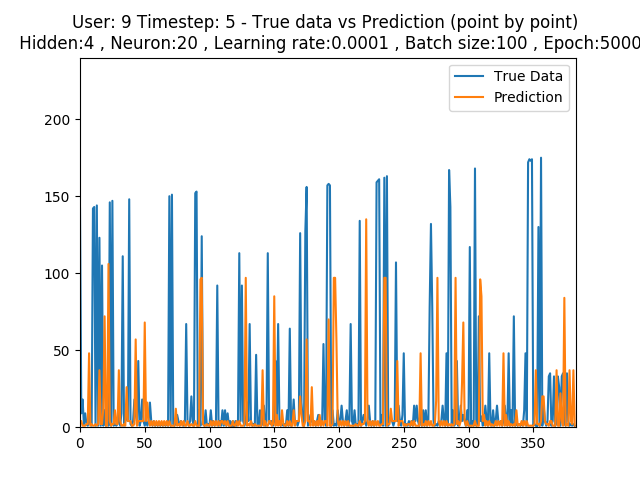 User: 9 Timestep: 5 - True data vs Prediction (point by point)
Hidden:4 , Neuron:20 , Learning rate:0.0001 , Batch size:100 , Epoch:5000
True Data
Prediction
200
150
100
50
0
0 50 100 150 200 250 300 350